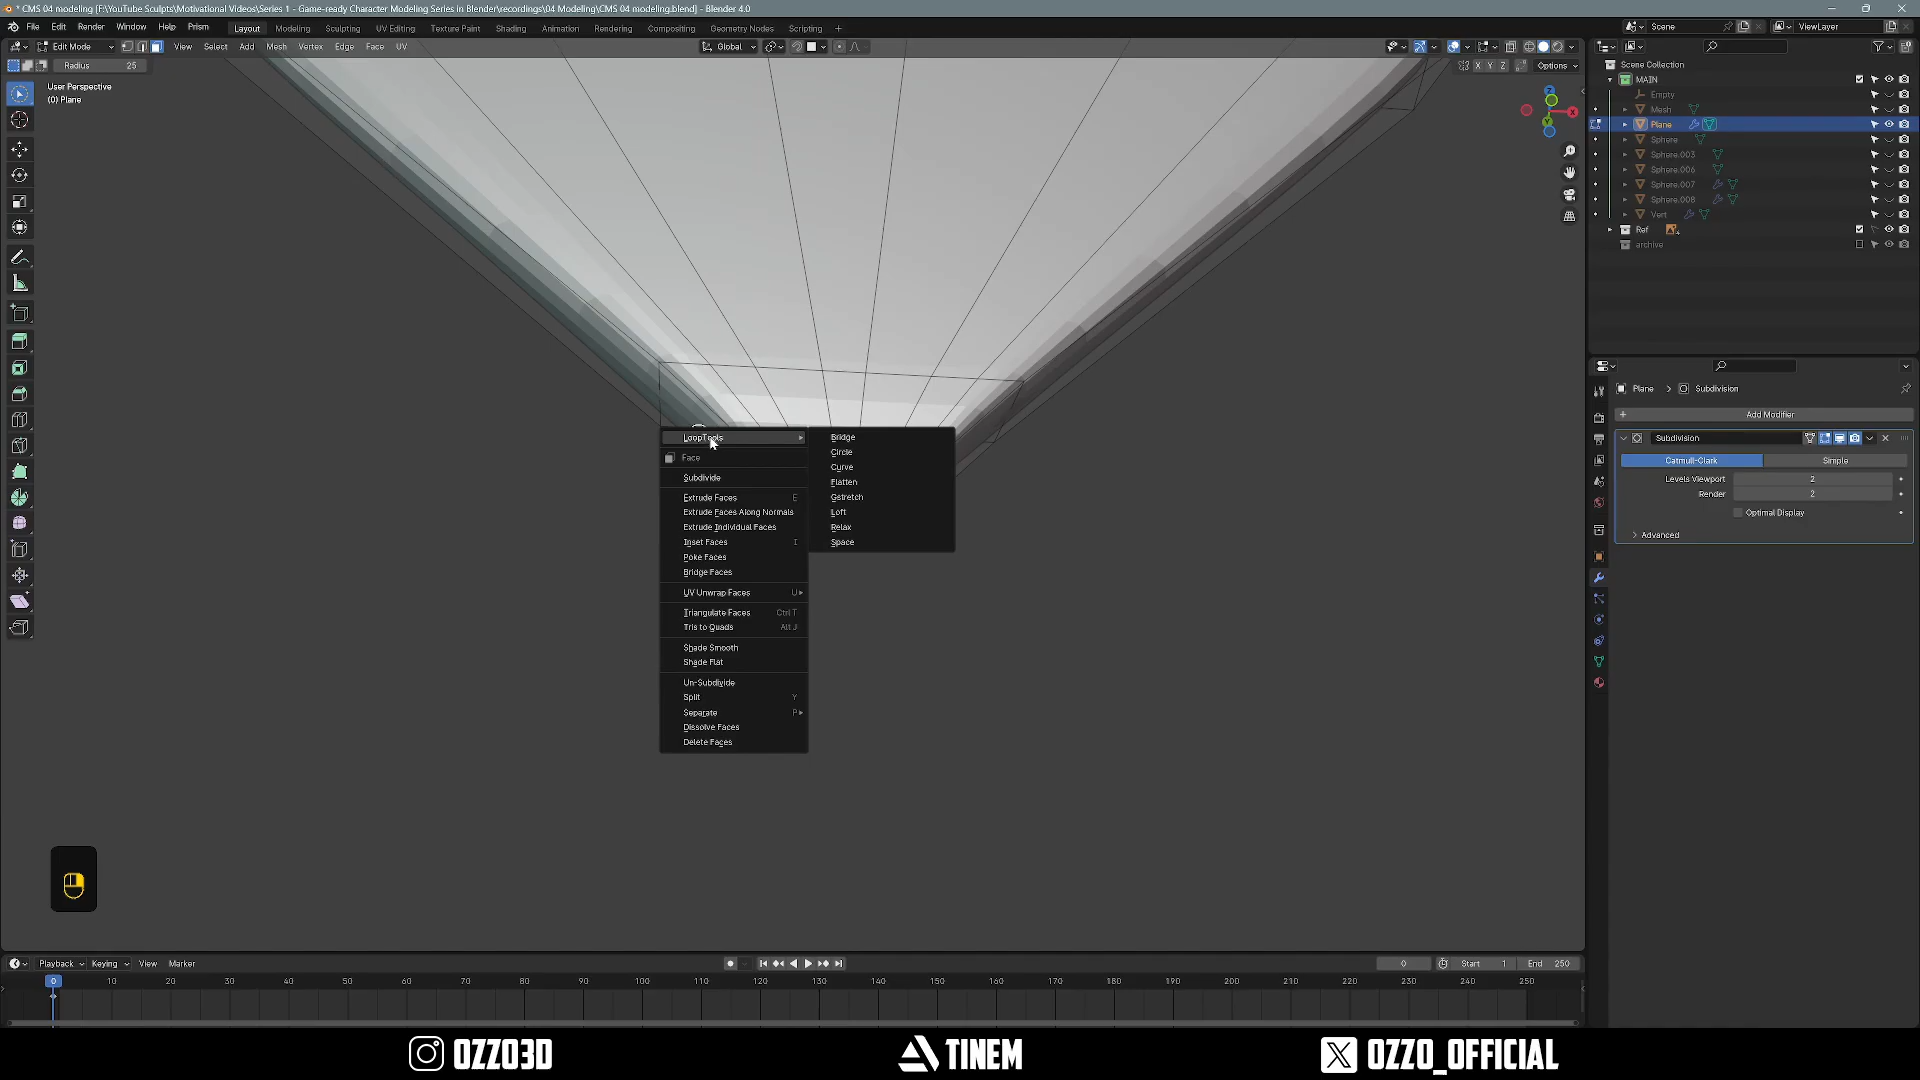 * CMS 04 modeling [F:\YouTube Sculpts\Motivational Videos\Series 1 - Game-ready Character Modeling Series in Blender\recordings\04 Modeling\CMS 04 modeling.blend] - Blender 4.0
File Edit Render Window Help Prism Layout Modeling Sculpting UV Editing Texture Paint Shading Animation Rendering Compositing Geometry Nodes Scripting + Scene ViewLayer
Edit Mode View Select Add Mesh Vertex Edge Face UV Global
Radius 25 X Y Z Options
User Perspective
(0) Plane
Scene Collection
MAIN
Empty
Mesh
Plane
Sphere
Sphere.003
Sphere.006
Sphere.007
Sphere.008
Vert
Ref
archive
Plane > Subdivision
+ Add Modifier
Subdivision
Catmull-Clark Simple
Levels Viewport 2
Render 2
Optimal Display
Advanced
LoopTools
Face
Subdivide
Extrude Faces E
Extrude Faces Along Normals
Extrude Individual Faces
Inset Faces I
Poke Faces
Bridge Faces
UV Unwrap Faces U
Triangulate Faces Ctrl T
Tris to Quads Alt J
Shade Smooth
Shade Flat
Un-Subdivide
Split Y
Separate P
Dissolve Faces
Delete Faces
Bridge
Circle
Curve
Flatten
Gstretch
Loft
Relax
Space
Playback Keying View Marker 0 Start 1 End 250
0 10 20 30 40 50 60 70 80 90 100 110 120 130 140 150 160 170 180 190 200 210 220 230 240 250
OZZO3D TINEM OZZO_OFFICIAL